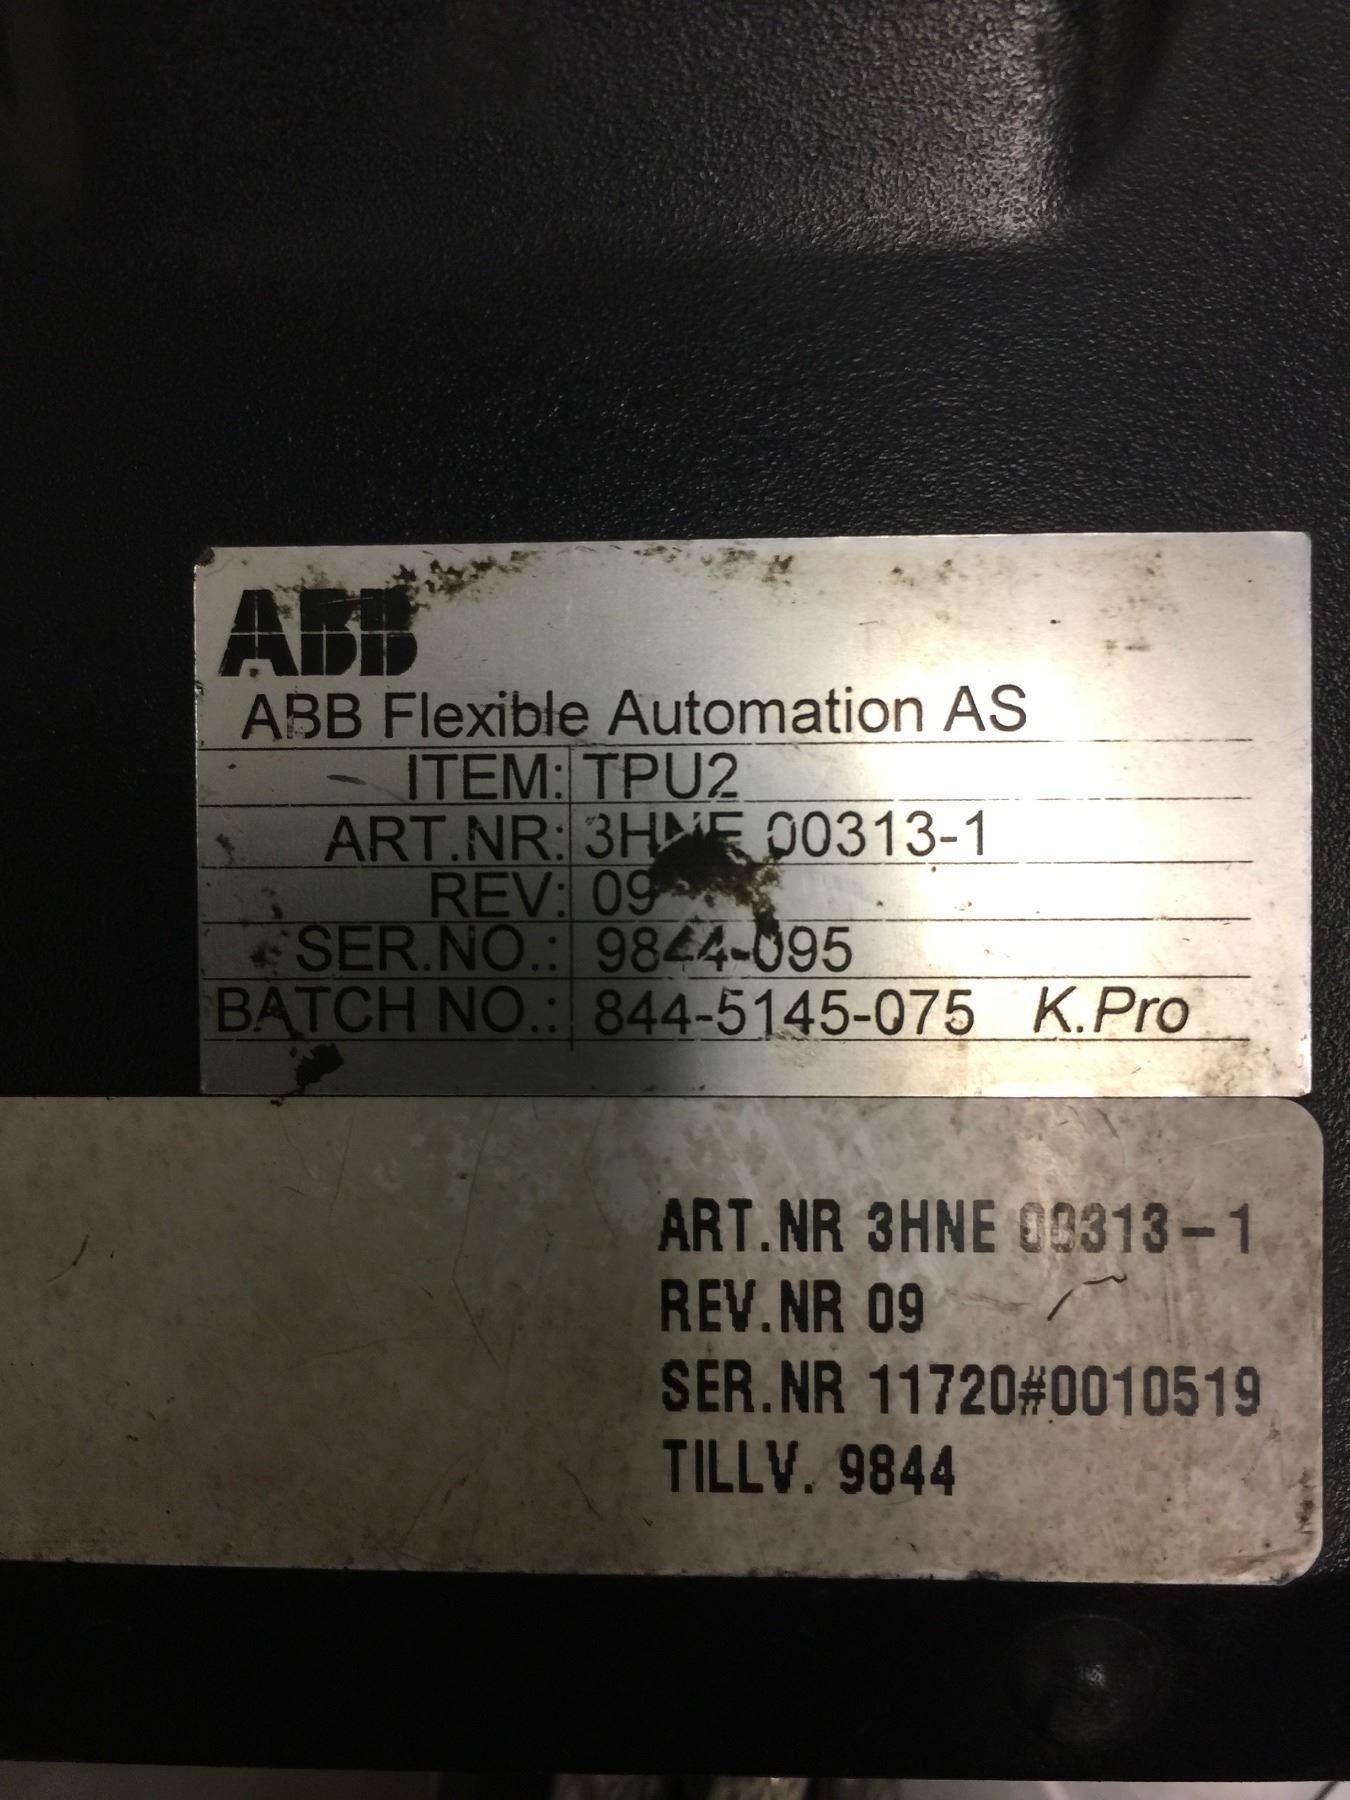 ABB
ABB Flexible Automation AS
ITEM: TPU2
ART.NR: 3HNE 00313-1
REV: 09
SER.NO.: 9844-095
BATCH NO.: 844-5145-075 K.Pro
ART.NR 3HNE 00313-1
REV.NR 09
SER.NR 11720#0010519
TILLV. 9844